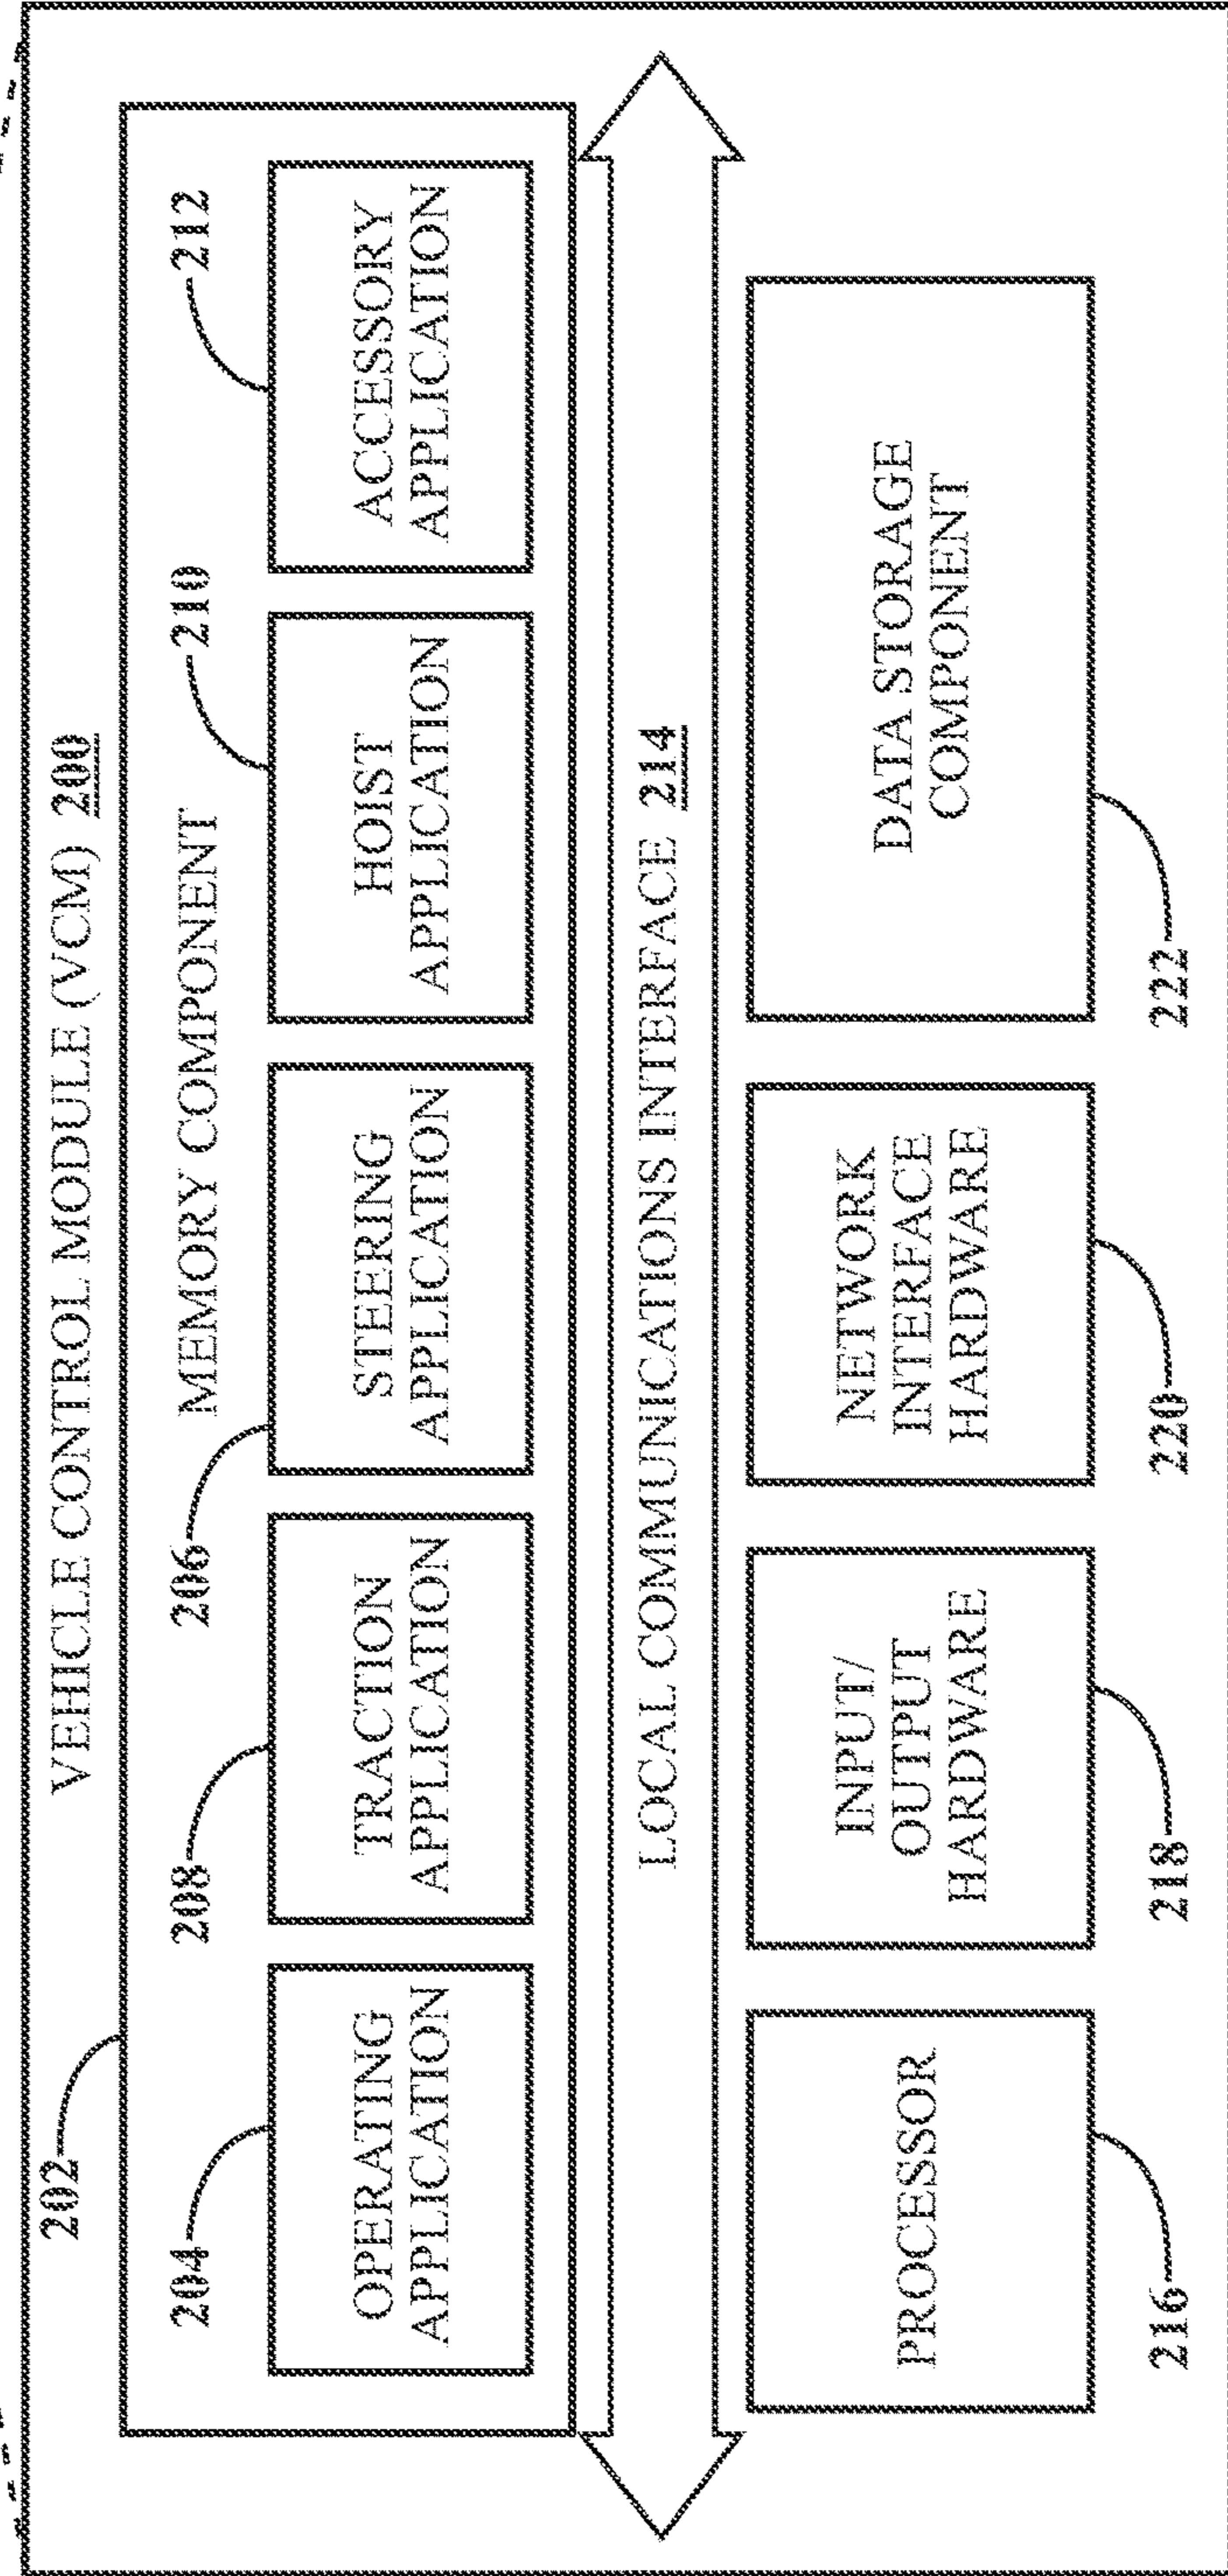 VEHICLE CONTROL MODULE (VCM) 200
202
MEMORY COMPONENT
204
208
206
210
212
OPERATING
APPLICATION
TRACTION
APPLICATION
STEERING
APPLICATION
HOIST
APPLICATION
ACCESSORY
APPLICATION
LOCAL COMMUNICATIONS INTERFACE 214
PROCESSOR
INPUT/
OUTPUT
HARDWARE
NETWORK
INTERFACE
HARDWARE
DATA STORAGE
COMPONENT
216
218
220
222